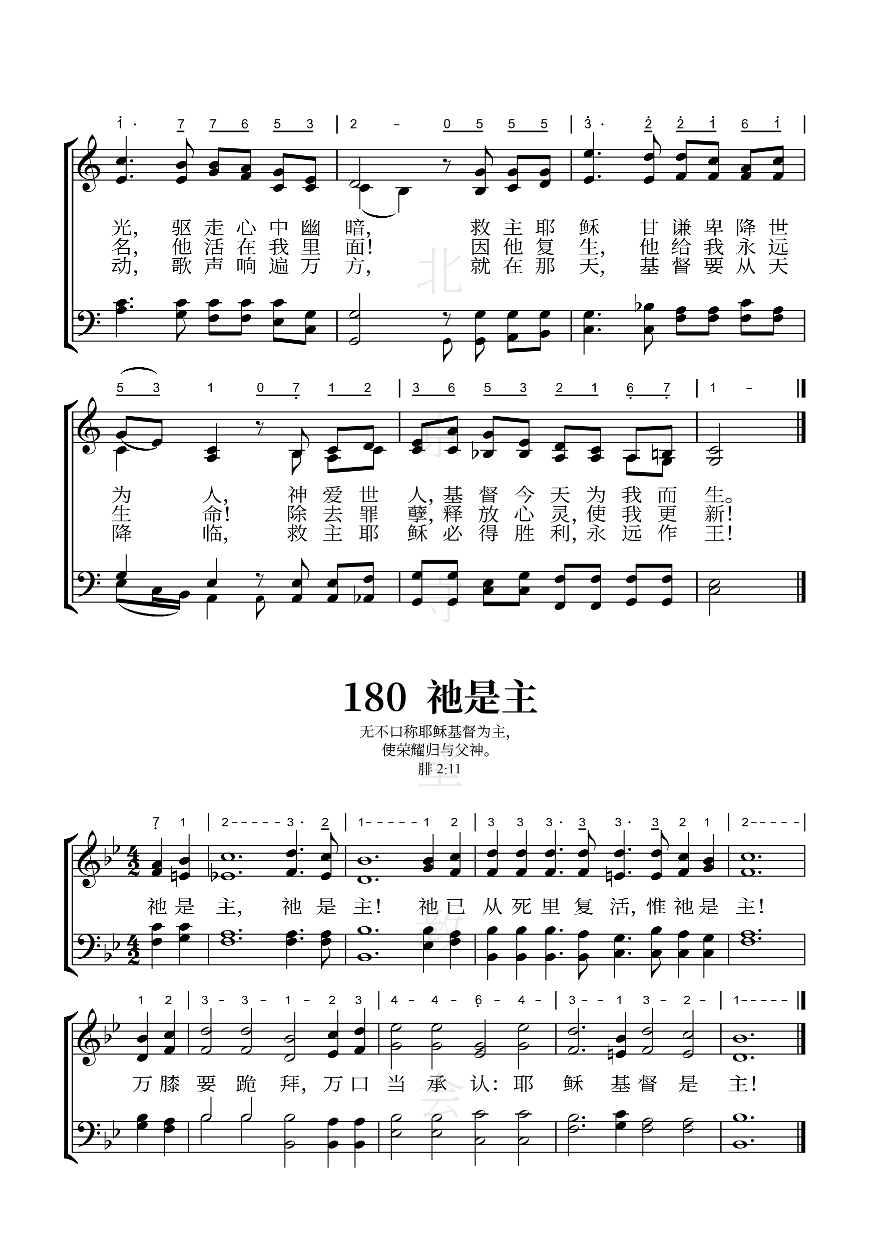 1· 7 7 6 5 3 | 2 - 0 5 5 5 | 3· 2 2 1 6 1 |
光, 驱走心中幽暗, 救主耶稣 甘谦卑降世
名, 他活在我里面! 因他复生, 他给我永远
动, 歌声响遍万方, 就在那天, 基督要从天
5 3 1 0 7 1 2 | 3 6 5 3 2 1 6 7 | 1 -
为 人, 神爱世人,基督今天为我而生。
生 命! 除去罪孽,释放心灵,使我更新!
降 临, 救主耶稣必得胜利,永远作王!
180 祂是主
无不口称耶稣基督为主,
使荣耀归与父神。
腓 2:11
7 1 | 2----- 3· 2 | 1----- 1 2 | 3 3 3· 3 3· 3 2 1 | 2-----
4 2
祂是主, 祂是主! 祂已从死里复活,惟祂是主!
4 2
1 2 | 3- 3- 1- 2 3 | 4- 4- 6- 4- | 3- 1 3- 2- | 1-----
万膝要跪拜,万口当承认:耶稣基督是主!
北京守望教会